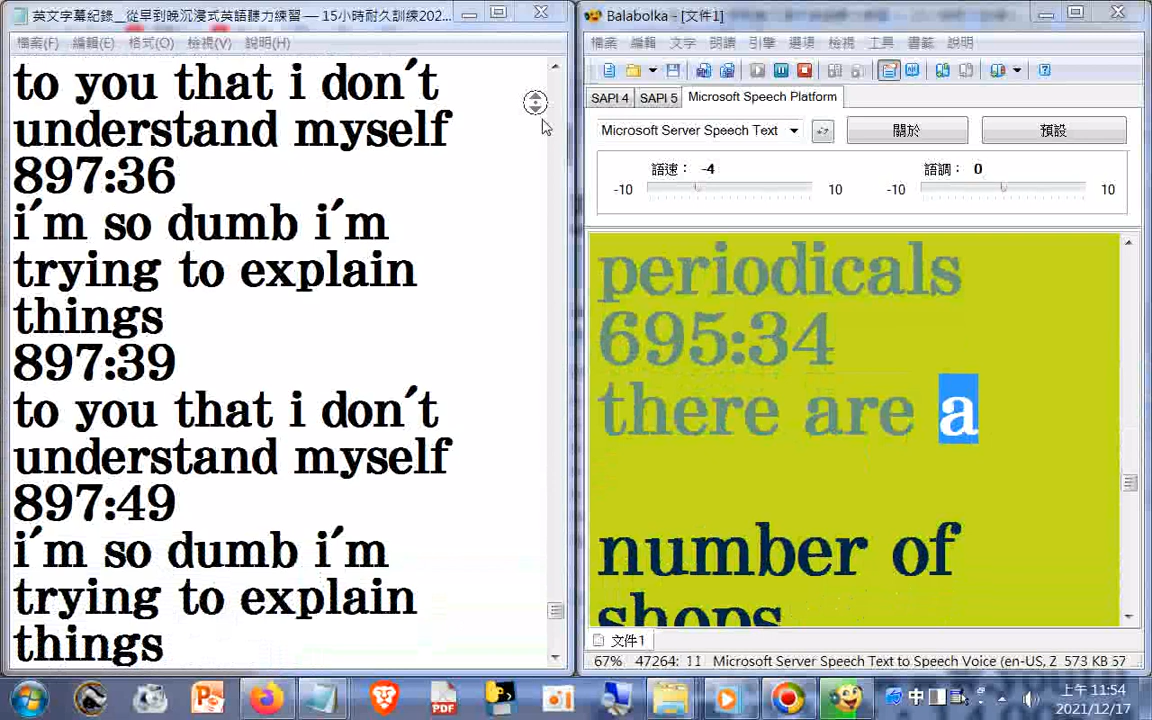 英文字幕紀錄__從早到晚沉浸式英語聽力練習 — 15小時耐久訓練202...
檔案(F) 編輯(E) 格式(O) 檢視(V) 說明(H)
to you that i don't
understand myself
897:36
i'm so dumb i'm
trying to explain
things
897:39
to you that i don't
understand myself
897:49
i'm so dumb i'm
trying to explain
things
Balabolka - [文件1]
檔案 編輯 文字 朗讀 引擎 選項 檢視 工具 書籤 說明
SAPI 4 SAPI 5 Microsoft Speech Platform
Microsoft Server Speech Text 關於 預設
語速： -4 語調： 0
-10 10 -10 10
periodicals
695:34
there are a
number of
shops
文件1
67% 47264: 11 Microsoft Server Speech Text to Speech Voice (en-US, Z 573 KB 57
PDF
中
上午 11:54
2021/12/17